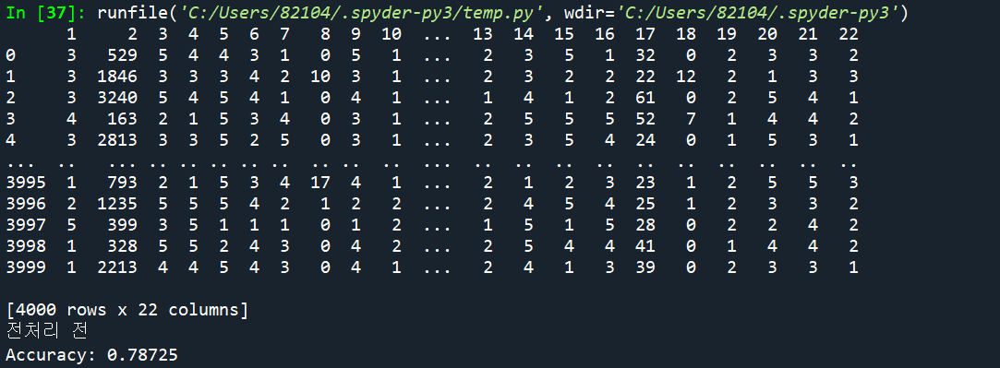 In [37]: runfile('C:/Users/82104/.spyder-py3/temp.py', wdir='C:/Users/82104/.spyder-py3')
1 2 3 4 5 6 7 8 9 10 ... 13 14 15 16 17 18 19 20 21 22
0 3 529 5 4 4 3 1 0 5 1 ... 2 3 5 1 32 0 2 3 3 2
1 3 1846 3 3 3 4 2 10 3 1 ... 2 3 2 2 22 12 2 1 3 3
2 3 3240 5 4 5 4 1 0 4 1 ... 1 4 1 2 61 0 2 5 4 1
3 4 163 2 1 5 3 4 0 3 1 ... 2 5 5 5 52 7 1 4 4 2
4 3 2813 3 3 5 2 5 0 3 1 ... 2 3 5 4 24 0 1 5 3 1
... .. ... .. .. .. .. .. .. .. .. ... .. .. .. .. .. .. .. .. .. ..
3995 1 793 2 1 5 3 4 17 4 1 ... 2 1 2 3 23 1 2 5 5 3
3996 2 1235 5 5 5 4 2 1 2 2 ... 2 4 5 4 25 1 2 3 3 2
3997 5 399 3 5 1 1 1 0 1 2 ... 1 5 1 5 28 0 2 2 4 2
3998 1 328 5 5 2 4 3 0 4 2 ... 2 5 4 4 41 0 1 4 4 2
3999 1 2213 4 4 5 4 3 0 4 1 ... 2 4 1 3 39 0 2 3 3 1
[4000 rows x 22 columns]
전처리 전
Accuracy: 0.78725